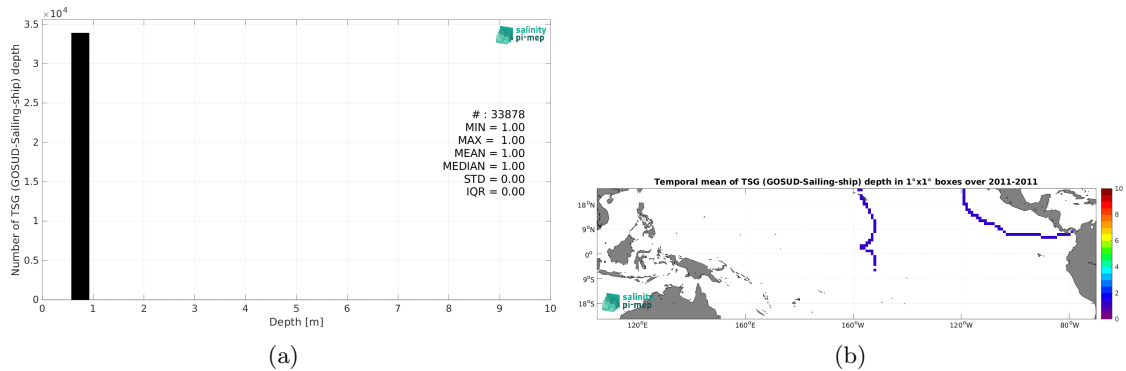 ×10⁴
3.5
3
2.5
2
1.5
1
0.5
0
Number of TSG (GOSUD-Sailing-ship) depth
salinity
pi-mep
# : 33878
MIN = 1.00
MAX = 1.00
MEAN = 1.00
MEDIAN = 1.00
STD = 0.00
IQR = 0.00
0 1 2 3 4 5 6 7 8 9 10
Depth [m]
(a)
Temporal mean of TSG (GOSUD-Sailing-ship) depth in 1°x1° boxes over 2011-2011
18°N
9°N
0°
9°S
18°S
salinity
pi-mep
120°E 160°E 160°W 120°W 80°W
10
8
6
4
2
0
(b)